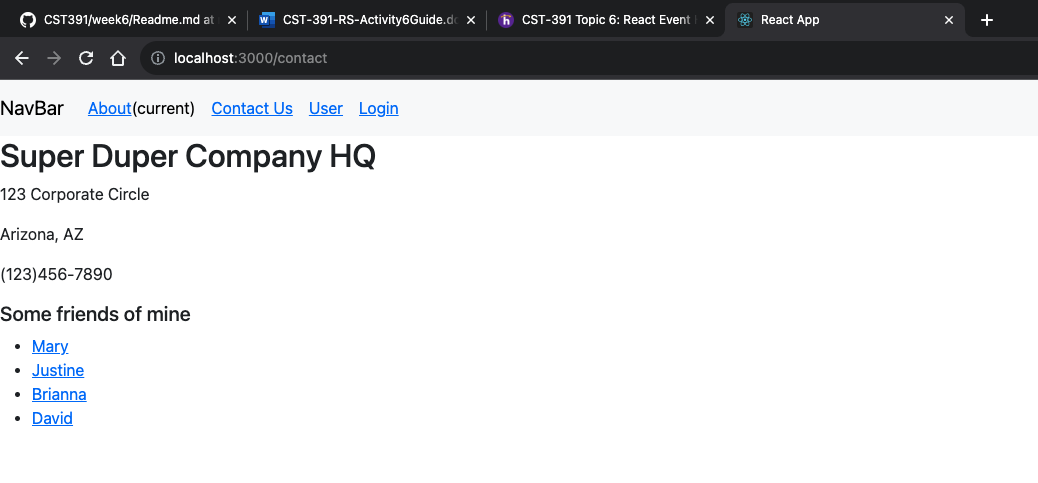 CST391/week6/Readme.md at
CST-391-RS-Activity6Guide.do
CST-391 Topic 6: React Event
React App
localhost:3000/contact
NavBar About(current) Contact Us User Login
Super Duper Company HQ
123 Corporate Circle
Arizona, AZ
(123)456-7890
Some friends of mine
Mary
Justine
Brianna
David